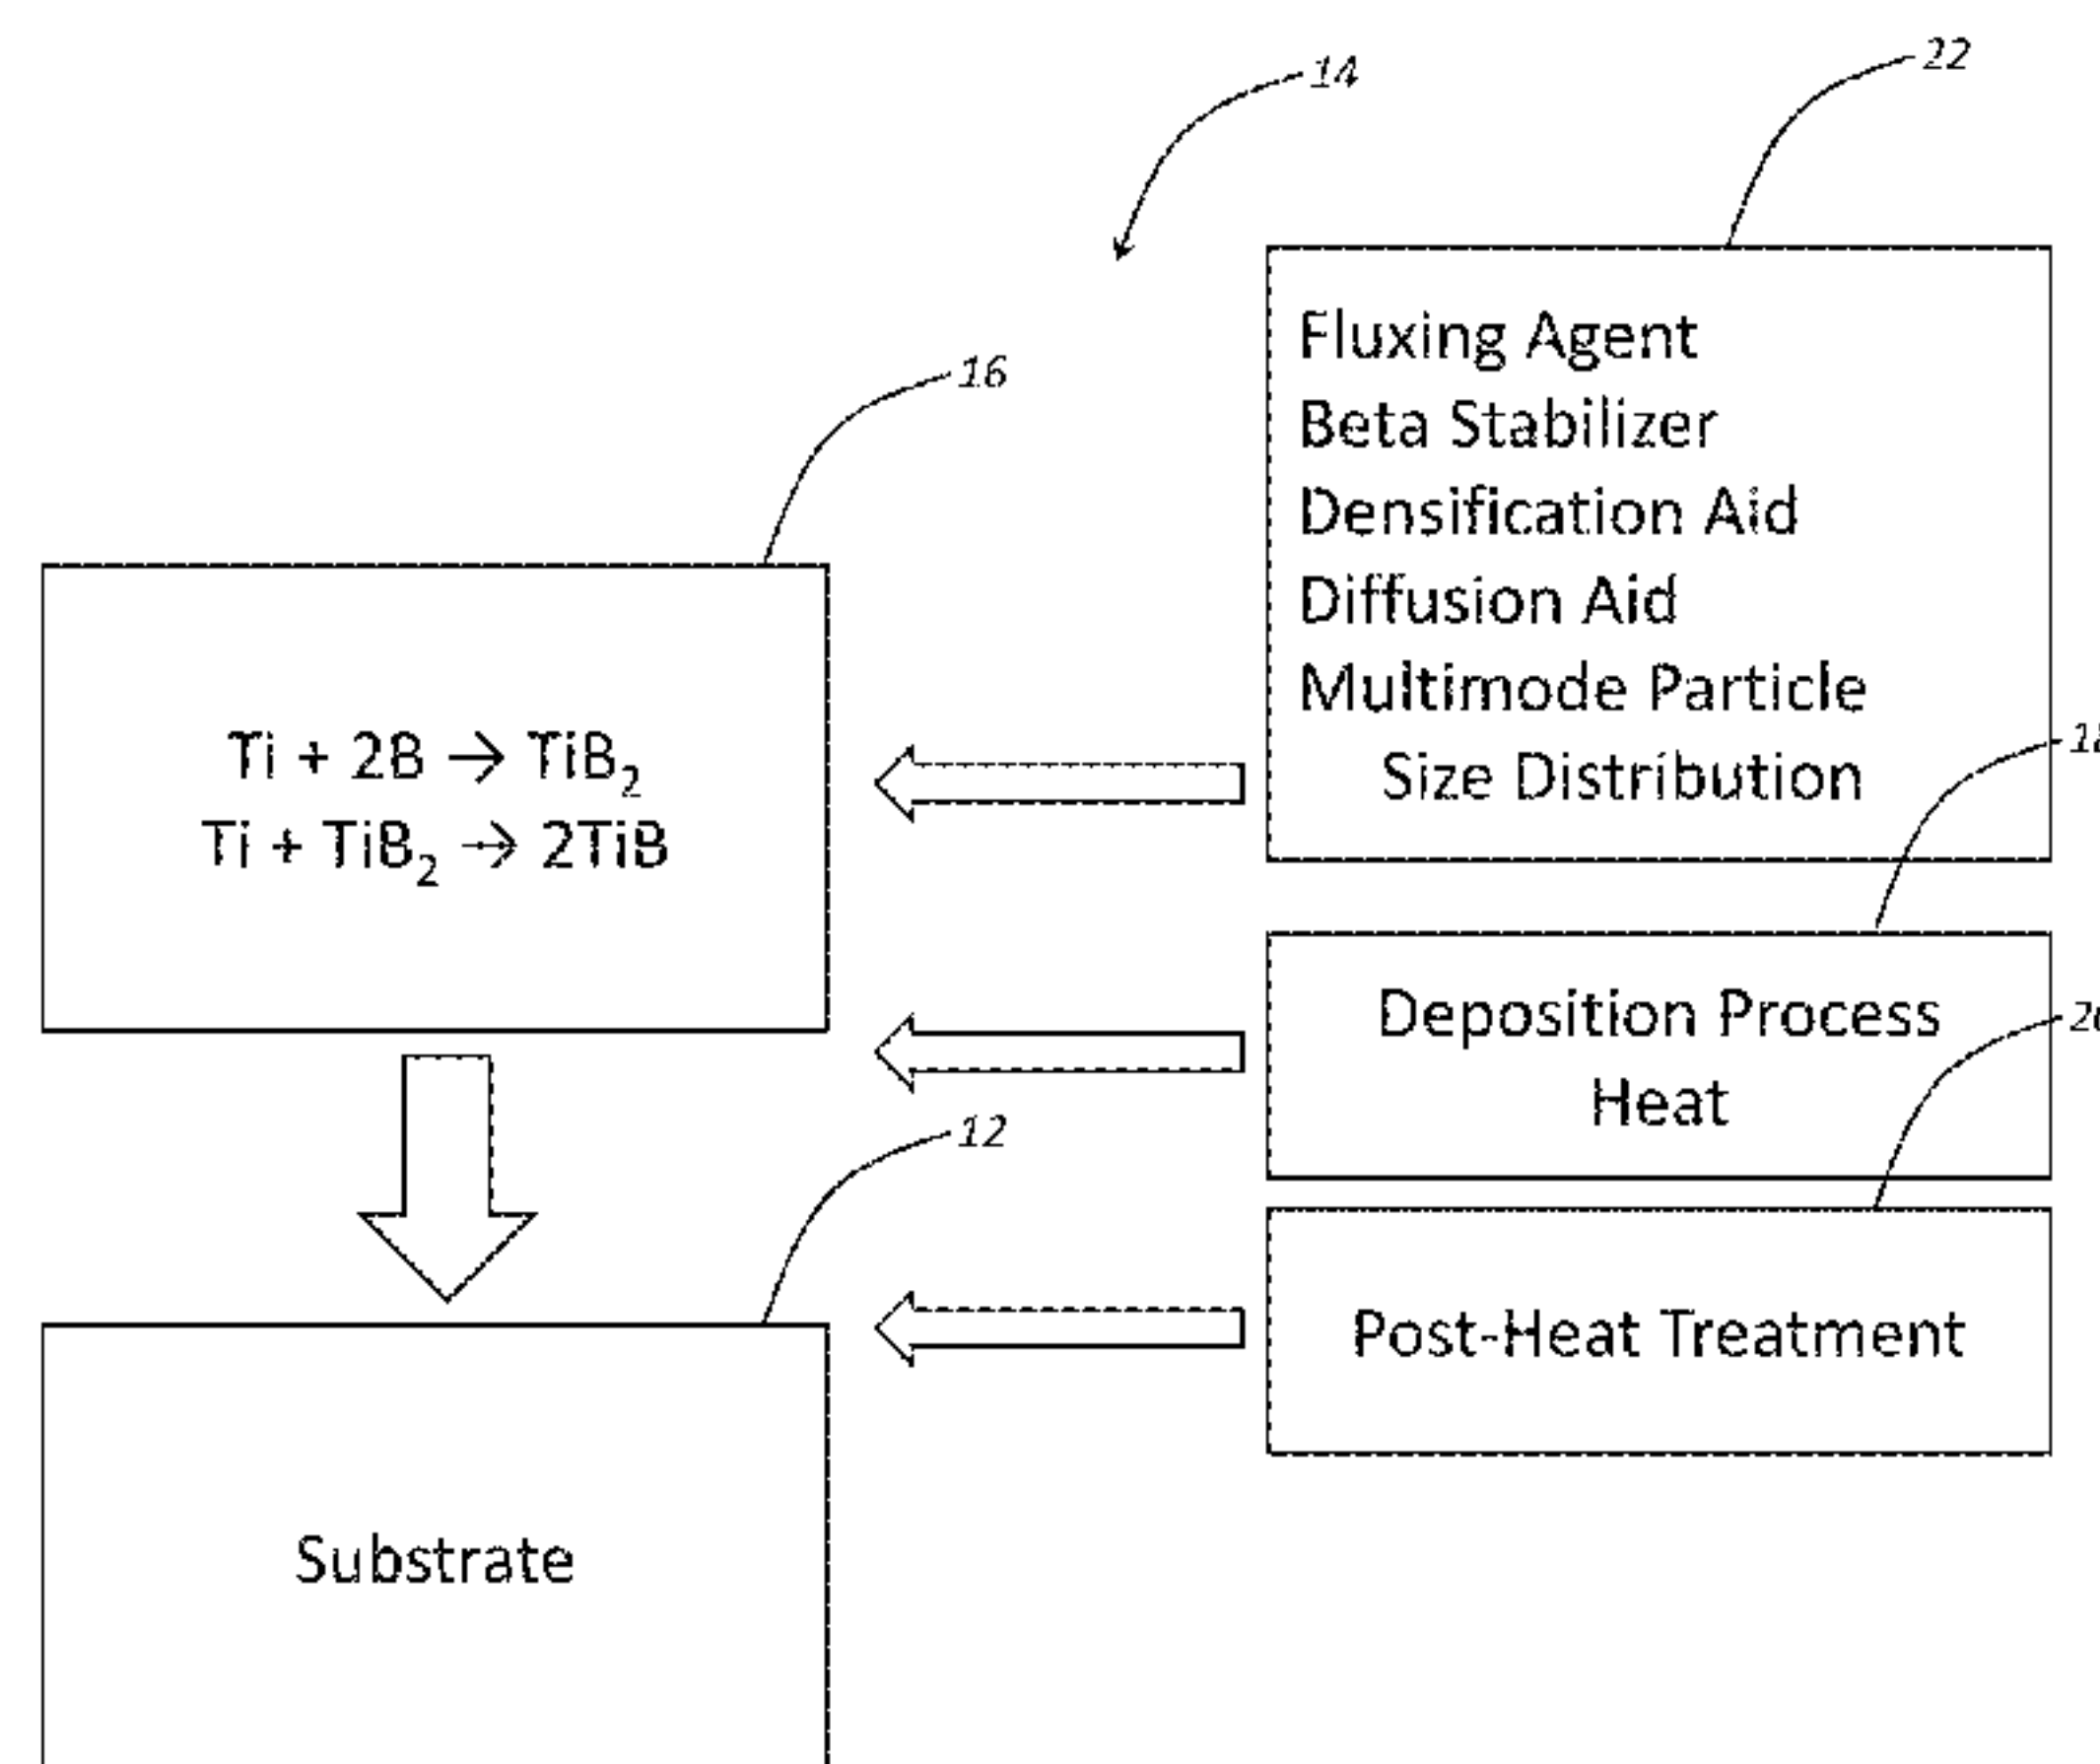 14
22
16
Fluxing Agent
Beta Stabilizer
Densification Aid
Diffusion Aid
Multimode Particle
Size Distribution
Ti + 2B → TiB₂
Ti + TiB₂ → 2TiB
Deposition Process
Heat
12
Post-Heat Treatment
Substrate